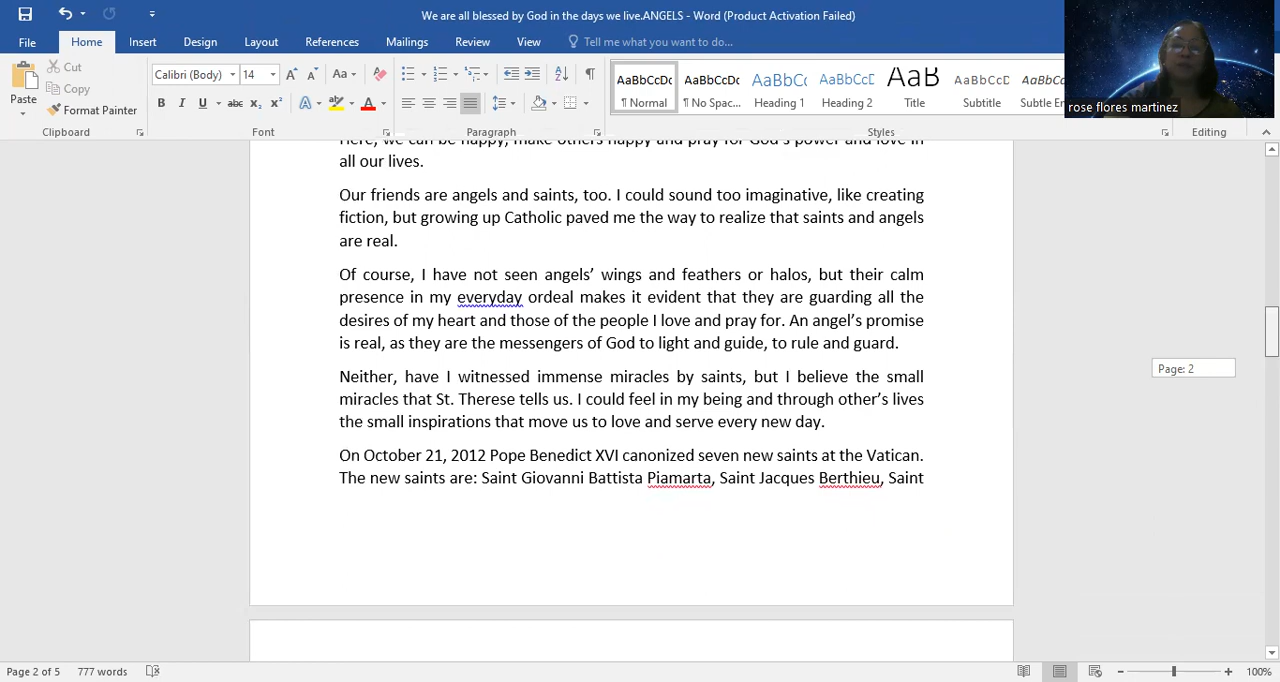 We are all blessed by God in the days we live.ANGELS - Word (Product Activation Failed)
File Home Insert Design Layout References Mailings Review View Tell me what you want to do...
Paste
Cut
Copy
Format Painter
Clipboard
Calibri (Body) 14
Font
Paragraph
AaBbCcDc AaBbCcDc AaBbCc AaBbCcD AaB AaBbCcD AaBbCcDc
¶ Normal ¶ No Spac... Heading 1 Heading 2 Title Subtitle Subtle Em
Styles
Editing
rose flores martinez
Here, we can be happy, make others happy and pray for God's power and love in
all our lives.
Our friends are angels and saints, too. I could sound too imaginative, like creating
fiction, but growing up Catholic paved me the way to realize that saints and angels
are real.
Of course, I have not seen angels’ wings and feathers or halos, but their calm
presence in my everyday ordeal makes it evident that they are guarding all the
desires of my heart and those of the people I love and pray for. An angel’s promise
is real, as they are the messengers of God to light and guide, to rule and guard.
Neither, have I witnessed immense miracles by saints, but I believe the small
miracles that St. Therese tells us. I could feel in my being and through other’s lives
the small inspirations that move us to love and serve every new day.
On October 21, 2012 Pope Benedict XVI canonized seven new saints at the Vatican.
The new saints are: Saint Giovanni Battista Piamarta, Saint Jacques Berthieu, Saint
Page: 2
Page 2 of 5 777 words
100%